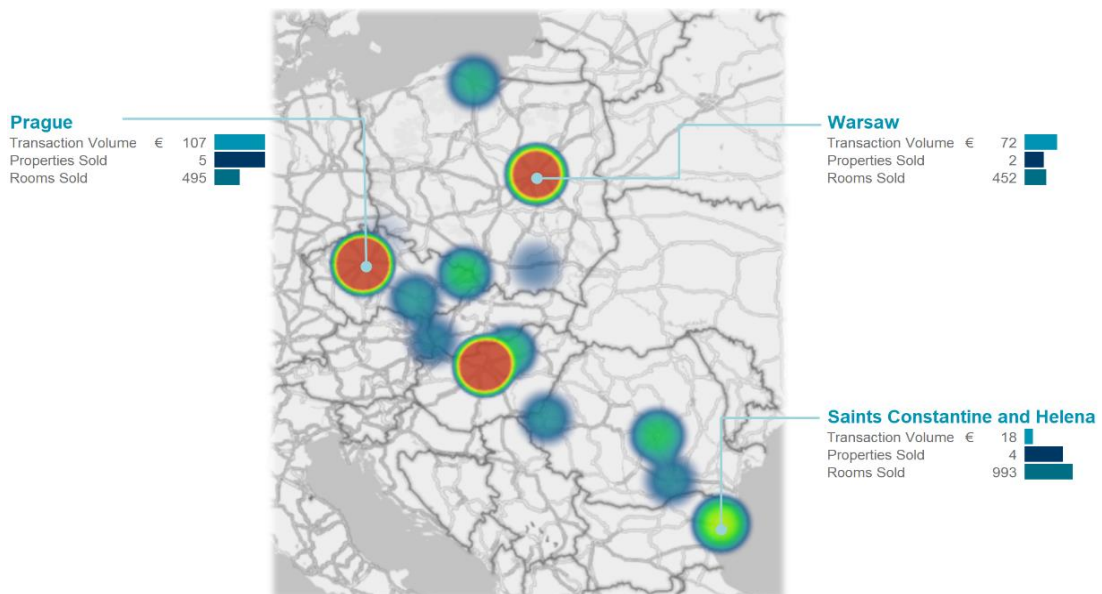 Prague
Transaction Volume € 107
Properties Sold 5
Rooms Sold 495
Warsaw
Transaction Volume € 72
Properties Sold 2
Rooms Sold 452
Saints Constantine and Helena
Transaction Volume € 18
Properties Sold 4
Rooms Sold 993